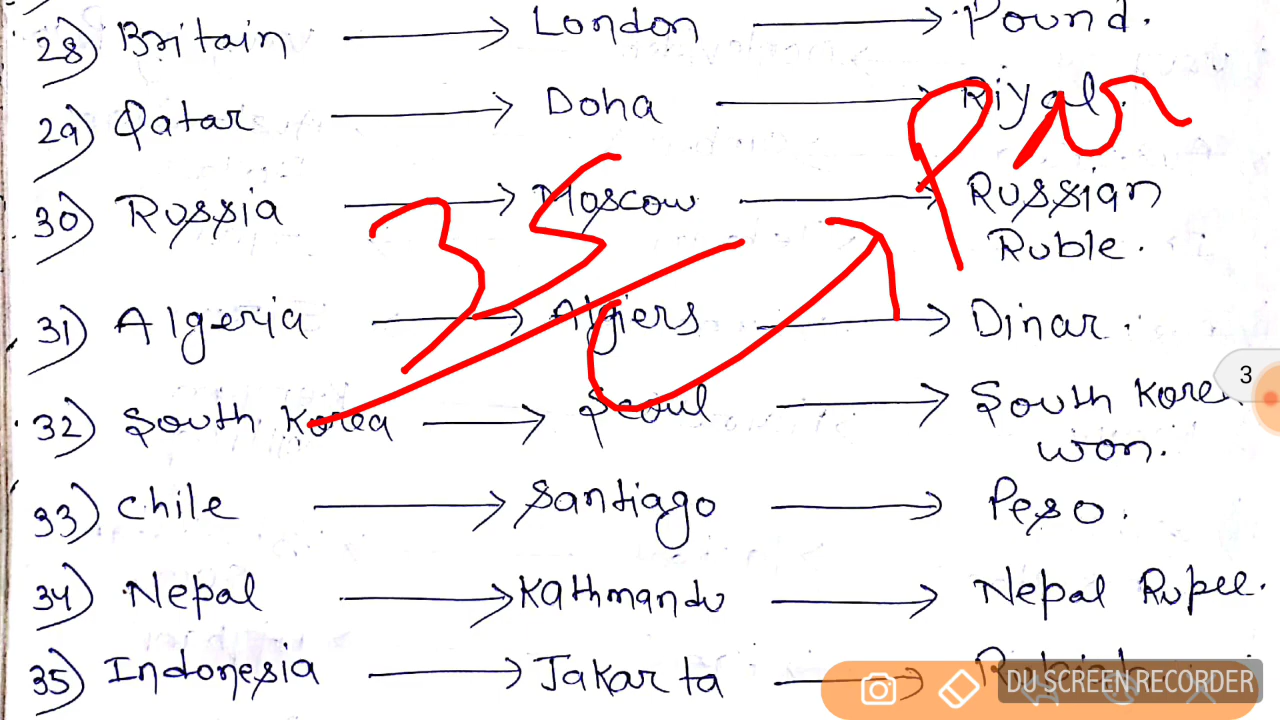 28) Britain → London → Pound.
29) Qatar → Doha → Riyal.
30) Russia → Moscow → Russian
Ruble.
31) Algeria → Algiers → Dinar.
32) South Korea → Seoul → South Korea
won.
33) Chile → Santiago → Peso.
34) Nepal → Kathmandu → Nepal Rupee.
35) Indonesia → Jakarta →
35
3
DU SCREEN RECORDER